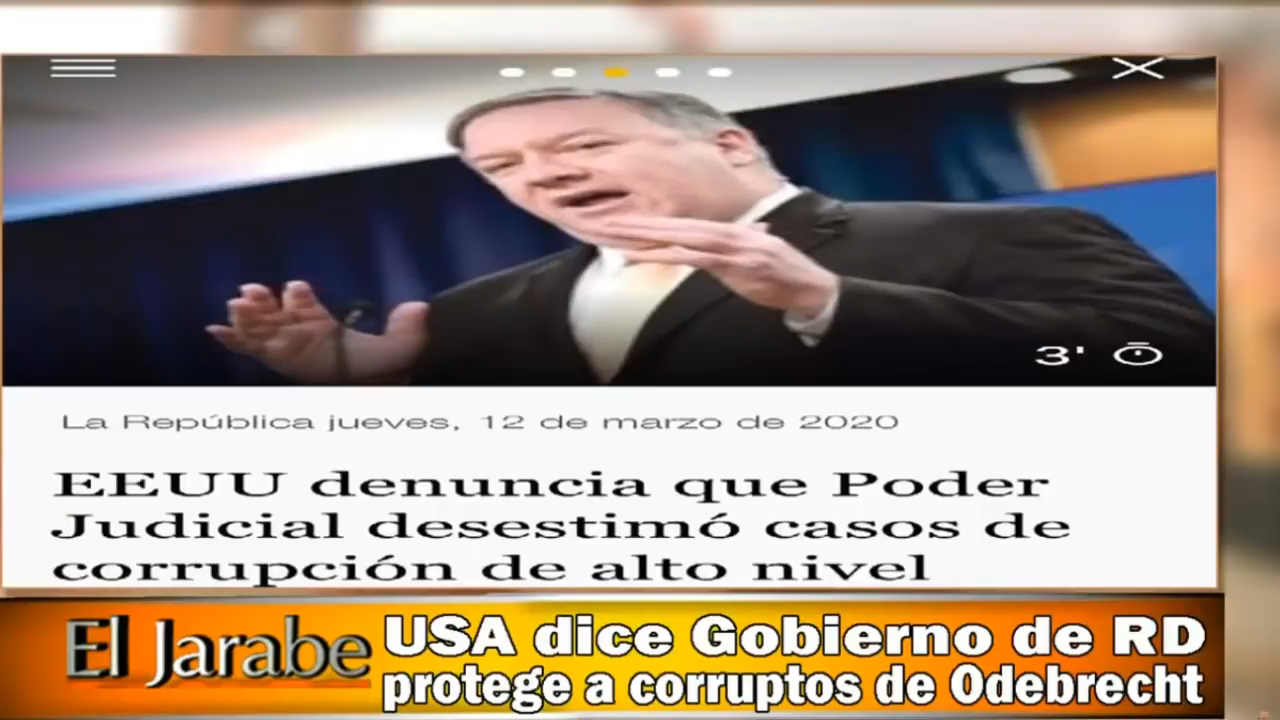 3'
La República jueves, 12 de marzo de 2020
EEUU denuncia que Poder
Judicial desestimó casos de
corrupción de alto nivel
El Jarabe
USA dice Gobierno de RD
protege a corruptos de Odebrecht